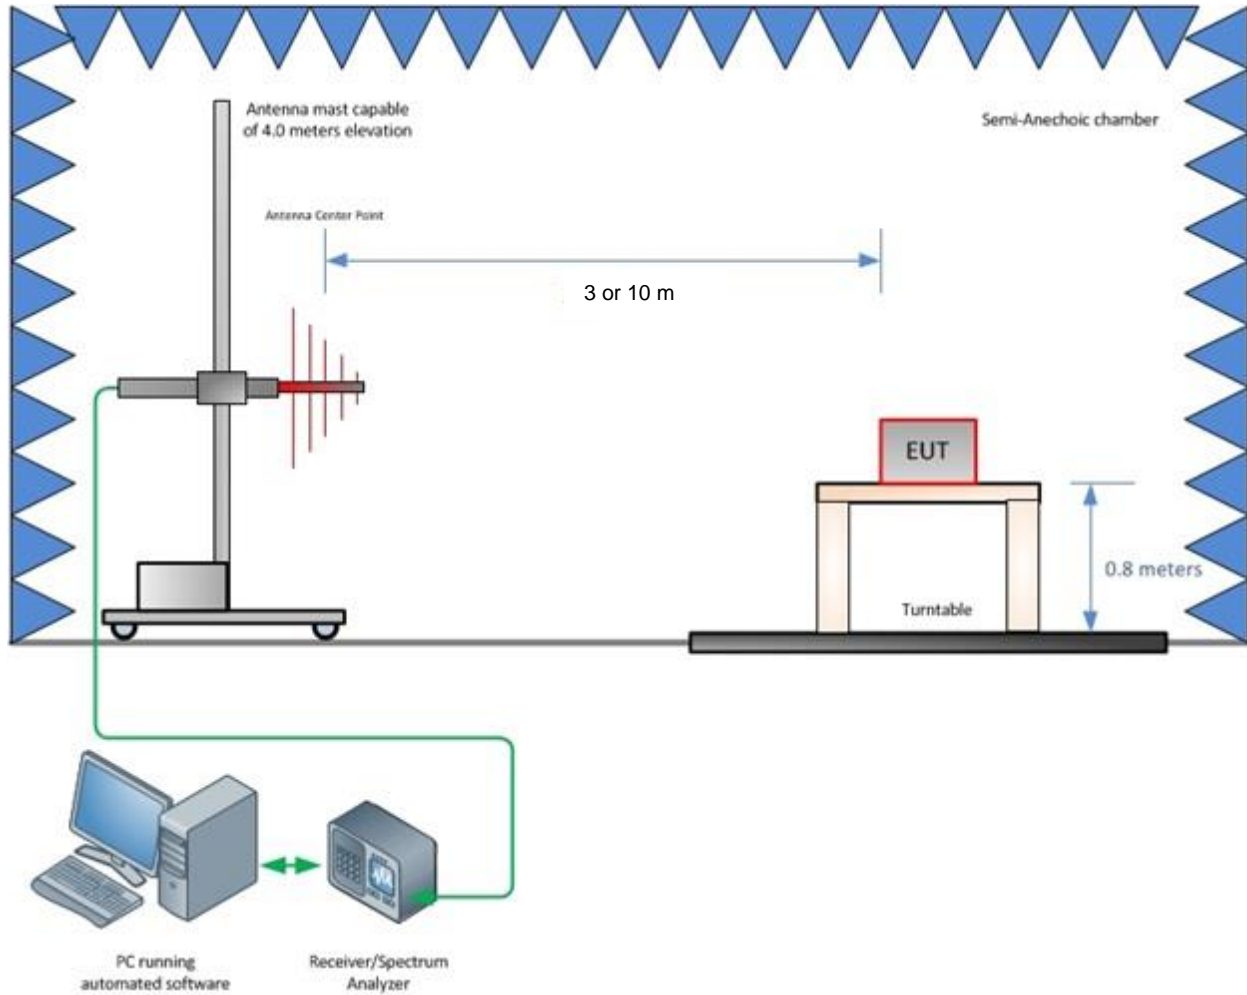 Antenna mast capable
of 4.0 meters elevation
Semi-Anechoic chamber
Antenna Center Point
3 or 10 m
EUT
0.8 meters
Turntable
PC running
automated software
Receiver/Spectrum
Analyzer